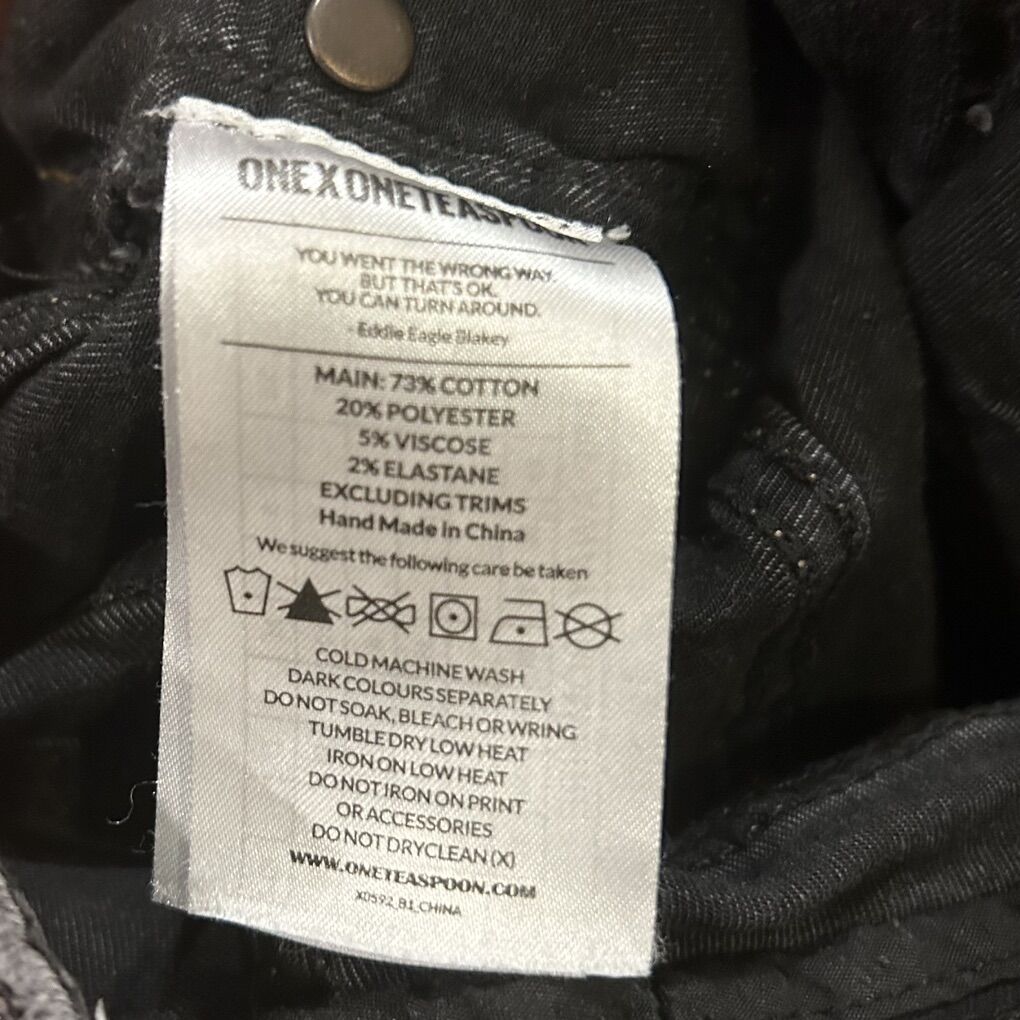 ONEXONETEASPOON
YOU WENT THE WRONG WAY.
BUT THAT'S OK.
YOU CAN TURN AROUND.
- Eddie Eagle Blakey
MAIN: 73% COTTON
20% POLYESTER
5% VISCOSE
2% ELASTANE
EXCLUDING TRIMS
Hand Made in China
We suggest the following care be taken
COLD MACHINE WASH
DARK COLOURS SEPARATELY
DO NOT SOAK, BLEACH OR WRING
TUMBLE DRY LOW HEAT
IRON ON LOW HEAT
DO NOT IRON ON PRINT
OR ACCESSORIES
DO NOT DRYCLEAN (X)
WWW.ONETEASPOON.COM
XD592_B1_CHINA